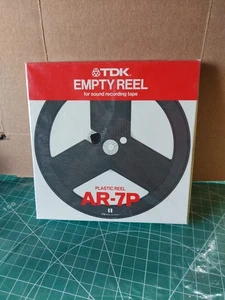 TDK
EMPTY REEL
for sound recording tape
PLASTIC REEL
AR-7P